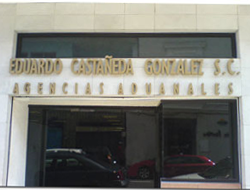 EDUARDO CASTAÑEDA GONZALEZ, S.C.
AGENCIAS ADUANALES